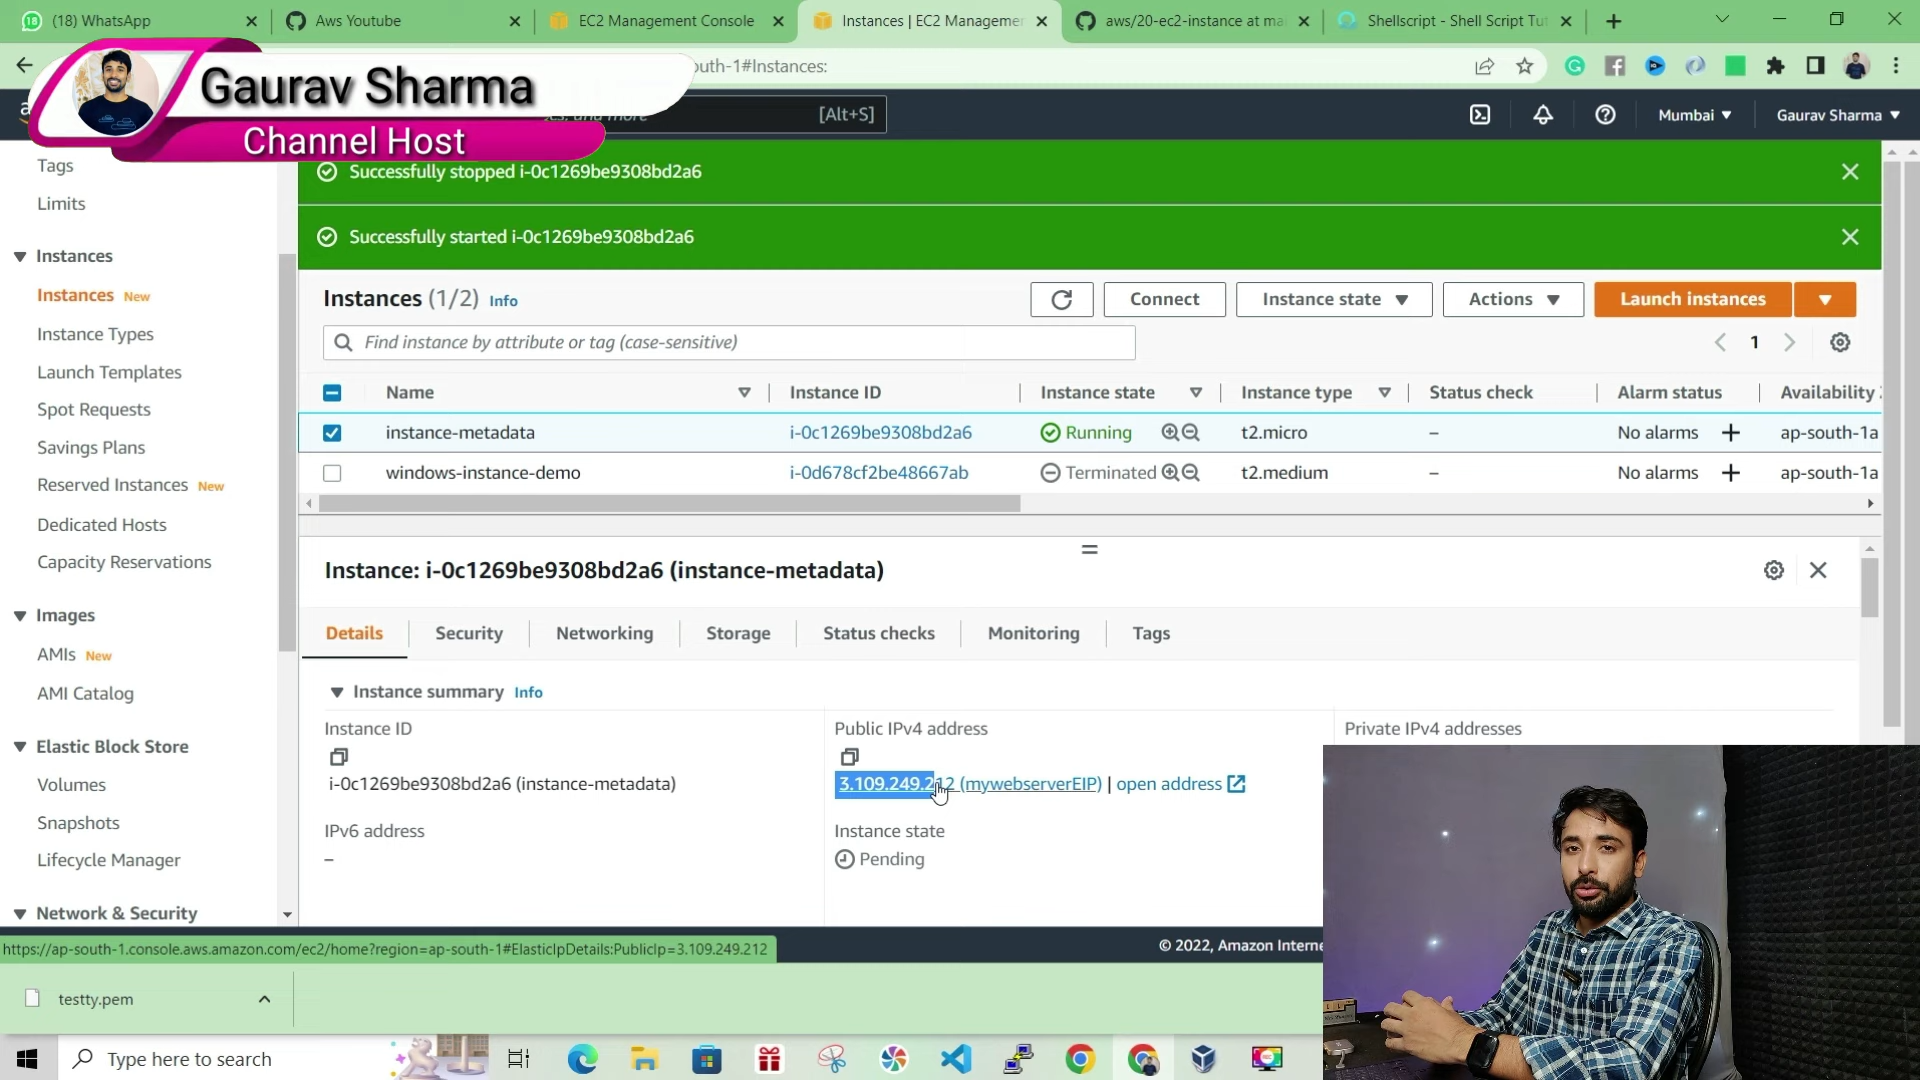 (18) WhatsApp
Aws Youtube
EC2 Management Console
Instances | EC2 Managemen
aws/20-ec2-instance at ma
Shellscript - Shell Script Tut
outh-1#Instances:
Gaurav Sharma
Channel Host
[Alt+S]
Mumbai
Gaurav Sharma
Tags
Limits
Instances
Instances New
Instance Types
Launch Templates
Spot Requests
Savings Plans
Reserved Instances New
Dedicated Hosts
Capacity Reservations
Images
AMIs New
AMI Catalog
Elastic Block Store
Volumes
Snapshots
Lifecycle Manager
Network & Security
Successfully stopped i-0c1269be9308bd2a6
Successfully started i-0c1269be9308bd2a6
Instances (1/2) Info
Connect
Instance state
Actions
Launch instances
Find instance by attribute or tag (case-sensitive)
1
Name Instance ID Instance state Instance type Status check Alarm status Availability
instance-metadata i-0c1269be9308bd2a6 Running t2.micro – No alarms + ap-south-1a
windows-instance-demo i-0d678cf2be48667ab Terminated t2.medium – No alarms + ap-south-1a
Instance: i-0c1269be9308bd2a6 (instance-metadata)
Details Security Networking Storage Status checks Monitoring Tags
Instance summary Info
Instance ID
i-0c1269be9308bd2a6 (instance-metadata)
IPv6 address
–
Public IPv4 address
3.109.249.212 (mywebserverEIP) | open address
Instance state
Pending
Private IPv4 addresses
https://ap-south-1.console.aws.amazon.com/ec2/home?region=ap-south-1#ElasticIpDetails:PublicIp=3.109.249.212
© 2022, Amazon Interne
testty.pem
Type here to search